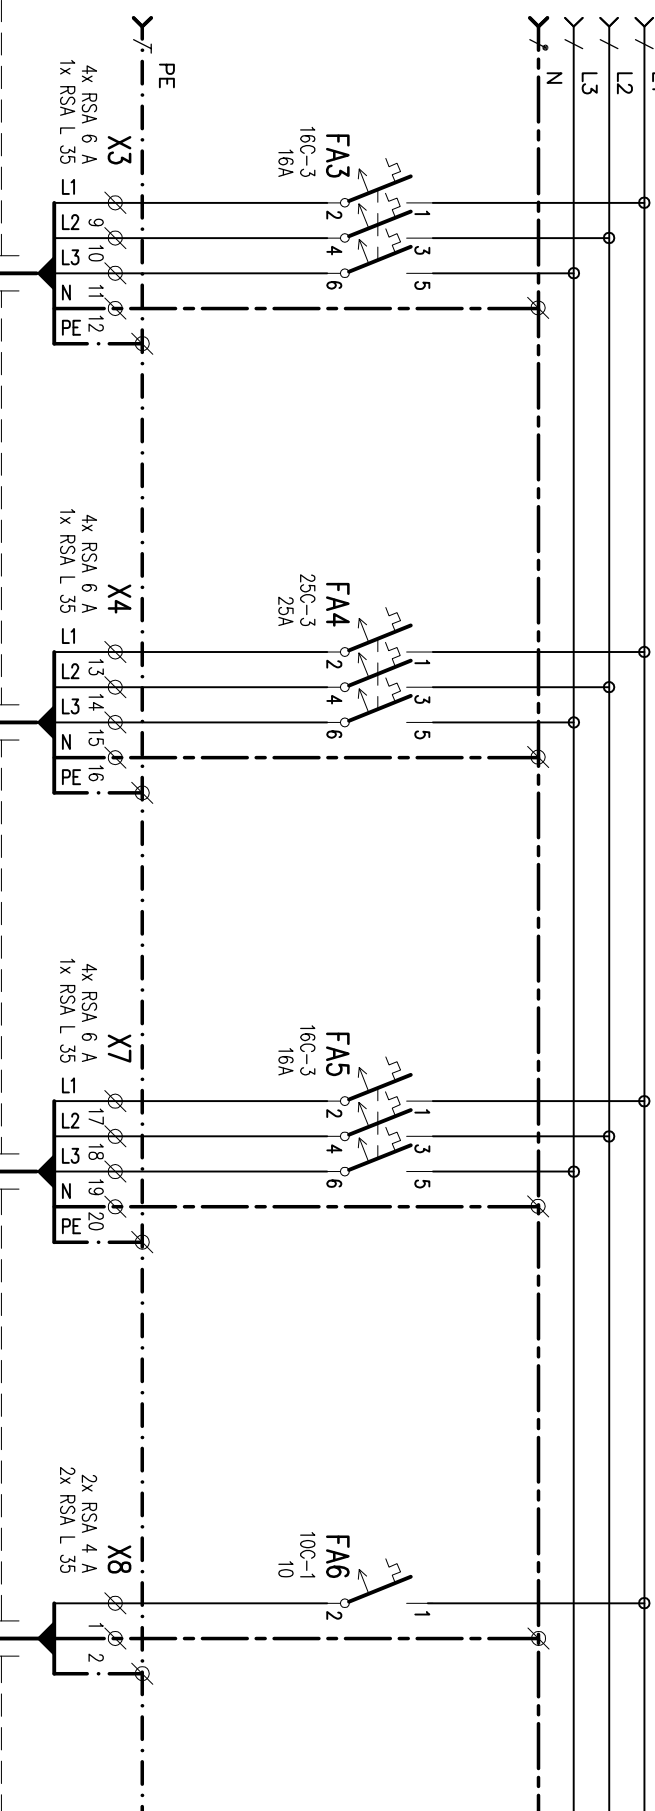 L2
L3
N
PE
FA3
16C-3
16A
1
2
3
4
5
6
X3
4x RSA 6 A
1x RSA L 35
L1
L2
L3
N
PE
9
10
11
12
FA4
25C-3
25A
1
2
3
4
5
6
X4
4x RSA 6 A
1x RSA L 35
L1
L2
L3
N
PE
13
14
15
16
FA5
16C-3
16A
1
2
3
4
5
6
X7
4x RSA 6 A
1x RSA L 35
L1
L2
L3
N
PE
17
18
19
20
FA6
10C-1
10
1
2
X8
2x RSA 4 A
2x RSA L 35
1
2